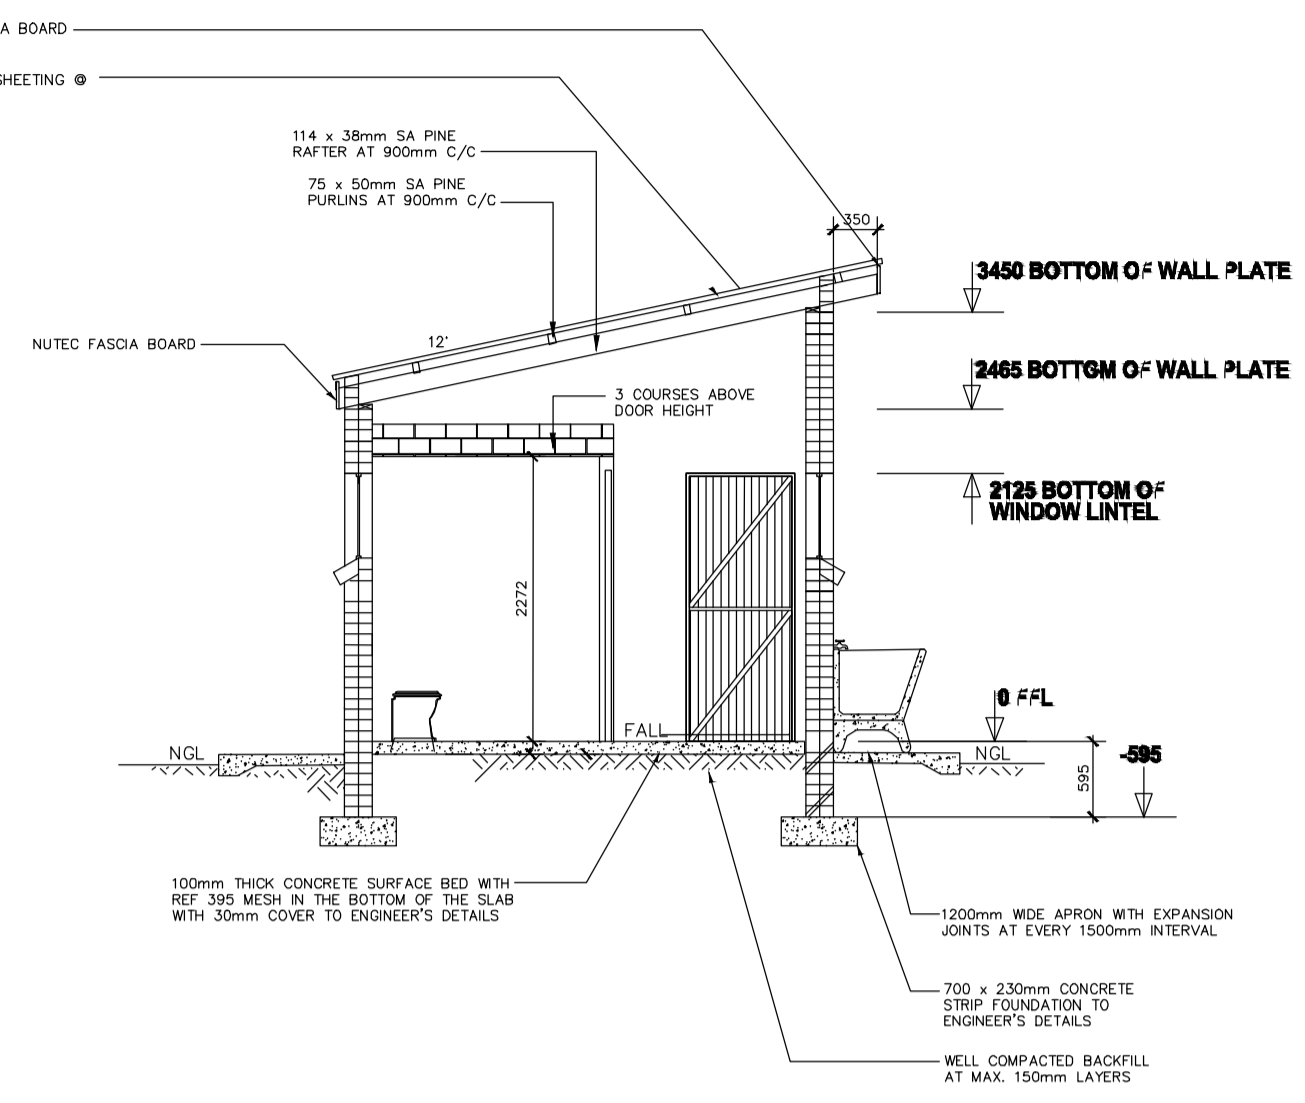 A BOARD
SHEETING @
114 x 38mm SA PINE
RAFTER AT 900mm C/C
75 x 50mm SA PINE
PURLINS AT 900mm C/C
350
3450 BOTTOM OF WALL PLATE
12'
NUTEC FASCIA BOARD
2465 BOTTOM OF WALL PLATE
3 COURSES ABOVE
DOOR HEIGHT
2125 BOTTOM OF
WINDOW LINTEL
2272
0 FFL
FALL
NGL
NGL
-595
595
100mm THICK CONCRETE SURFACE BED WITH
REF 395 MESH IN THE BOTTOM OF THE SLAB
WITH 30mm COVER TO ENGINEER'S DETAILS
1200mm WIDE APRON WITH EXPANSION
JOINTS AT EVERY 1500mm INTERVAL
700 x 230mm CONCRETE
STRIP FOUNDATION TO
ENGINEER'S DETAILS
WELL COMPACTED BACKFILL
AT MAX. 150mm LAYERS